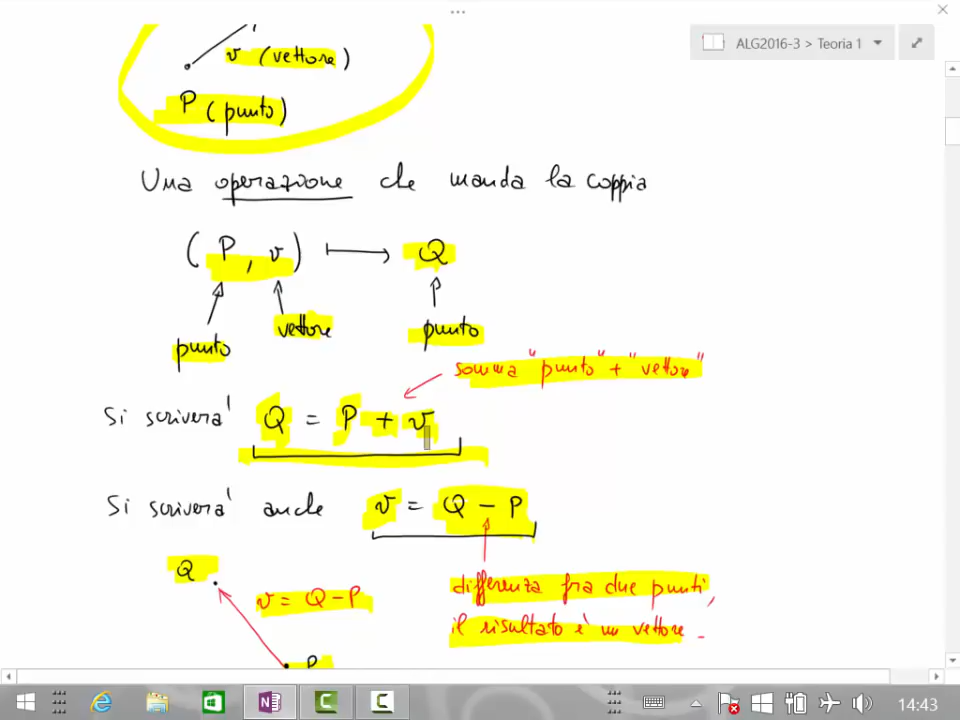 ALG2016-3 > Teoria 1
v (vettore)
P (punto)
Una operazione che manda la coppia
(P, v) ⟼ Q
punto vettore punto
somma "punto" + "vettore"
Si scriverà Q = P + v
Si scriverà anche v = Q - P
Q
v = Q - P
differenza fra due punti,
il risultato è un vettore.
P
14:43